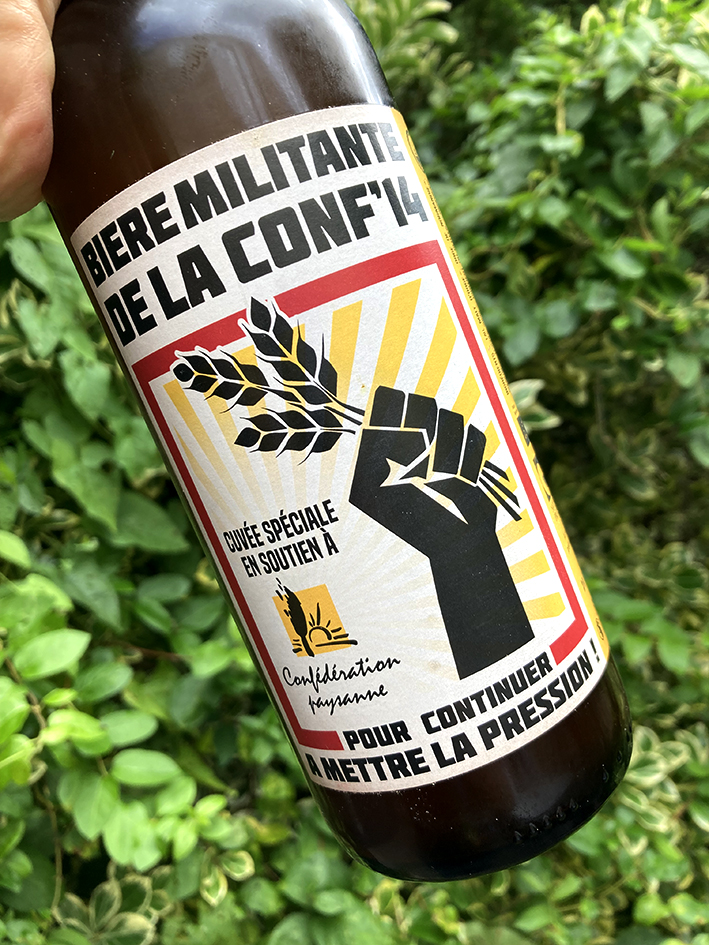 BIERE MILITANTE
DE LA CONF'14
CUVÉE SPÉCIALE
EN SOUTIEN À
Confédération
paysanne
POUR CONTINUER
A METTRE LA PRESSION !